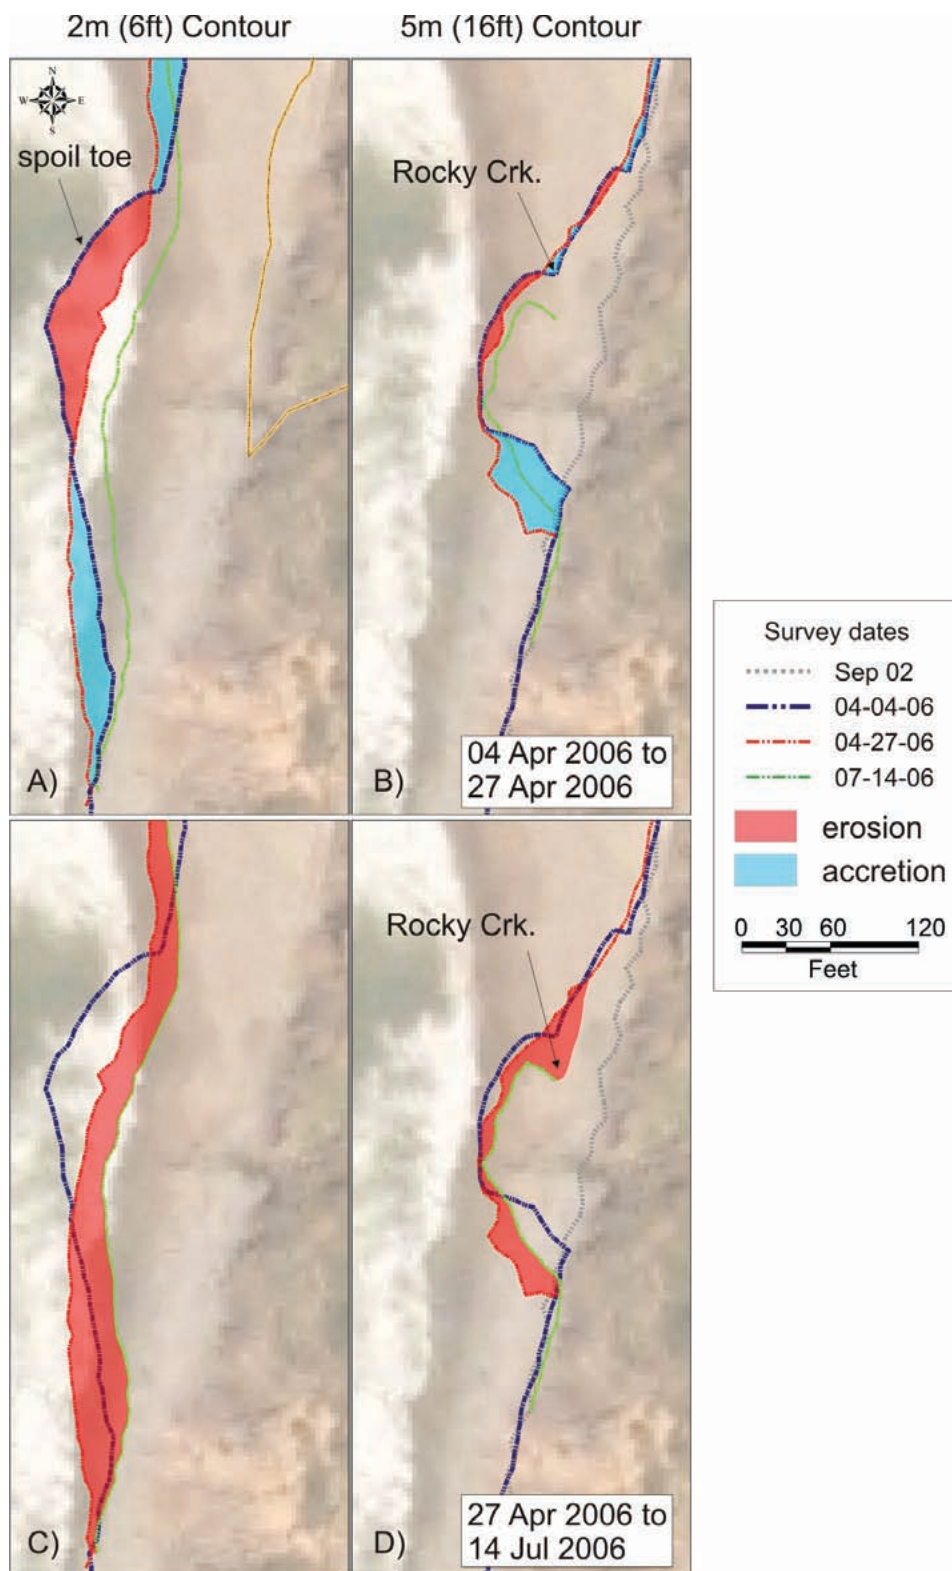 2m (6ft) Contour
5m (16ft) Contour
N
W E
S
spoil toe
A)
Rocky Crk.
B)
04 Apr 2006 to
27 Apr 2006
Survey dates
Sep 02
04-04-06
04-27-06
07-14-06
erosion
accretion
0 30 60 120
Feet
C)
Rocky Crk.
D)
27 Apr 2006 to
14 Jul 2006